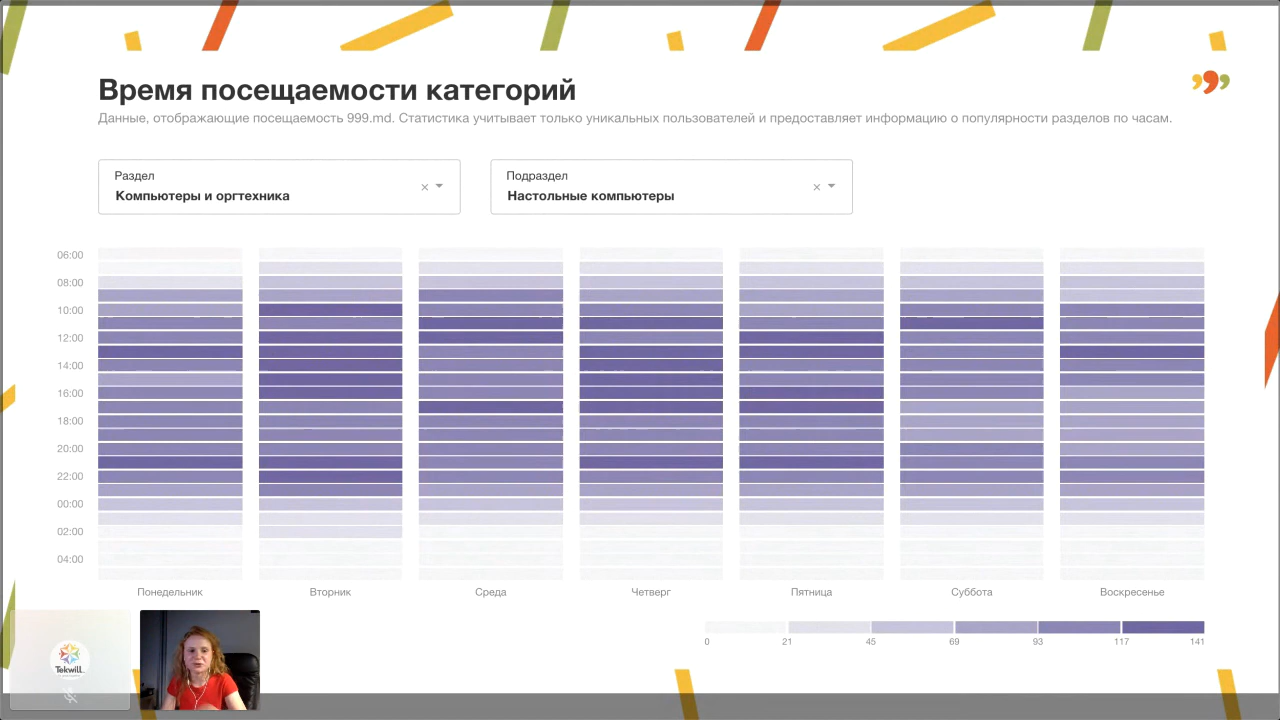 Время посещаемости категорий
Данные, отображающие посещаемость 999.md. Статистика учитывает только уникальных пользователей и предоставляет информацию о популярности разделов по часам.
Раздел
Компьютеры и оргтехника
Подраздел
Настольные компьютеры
06:00
08:00
10:00
12:00
14:00
16:00
18:00
20:00
22:00
00:00
02:00
04:00
Понедельник Вторник Среда Четверг Пятница Суббота Воскресенье
0 21 45 69 93 117 141
Tekwill